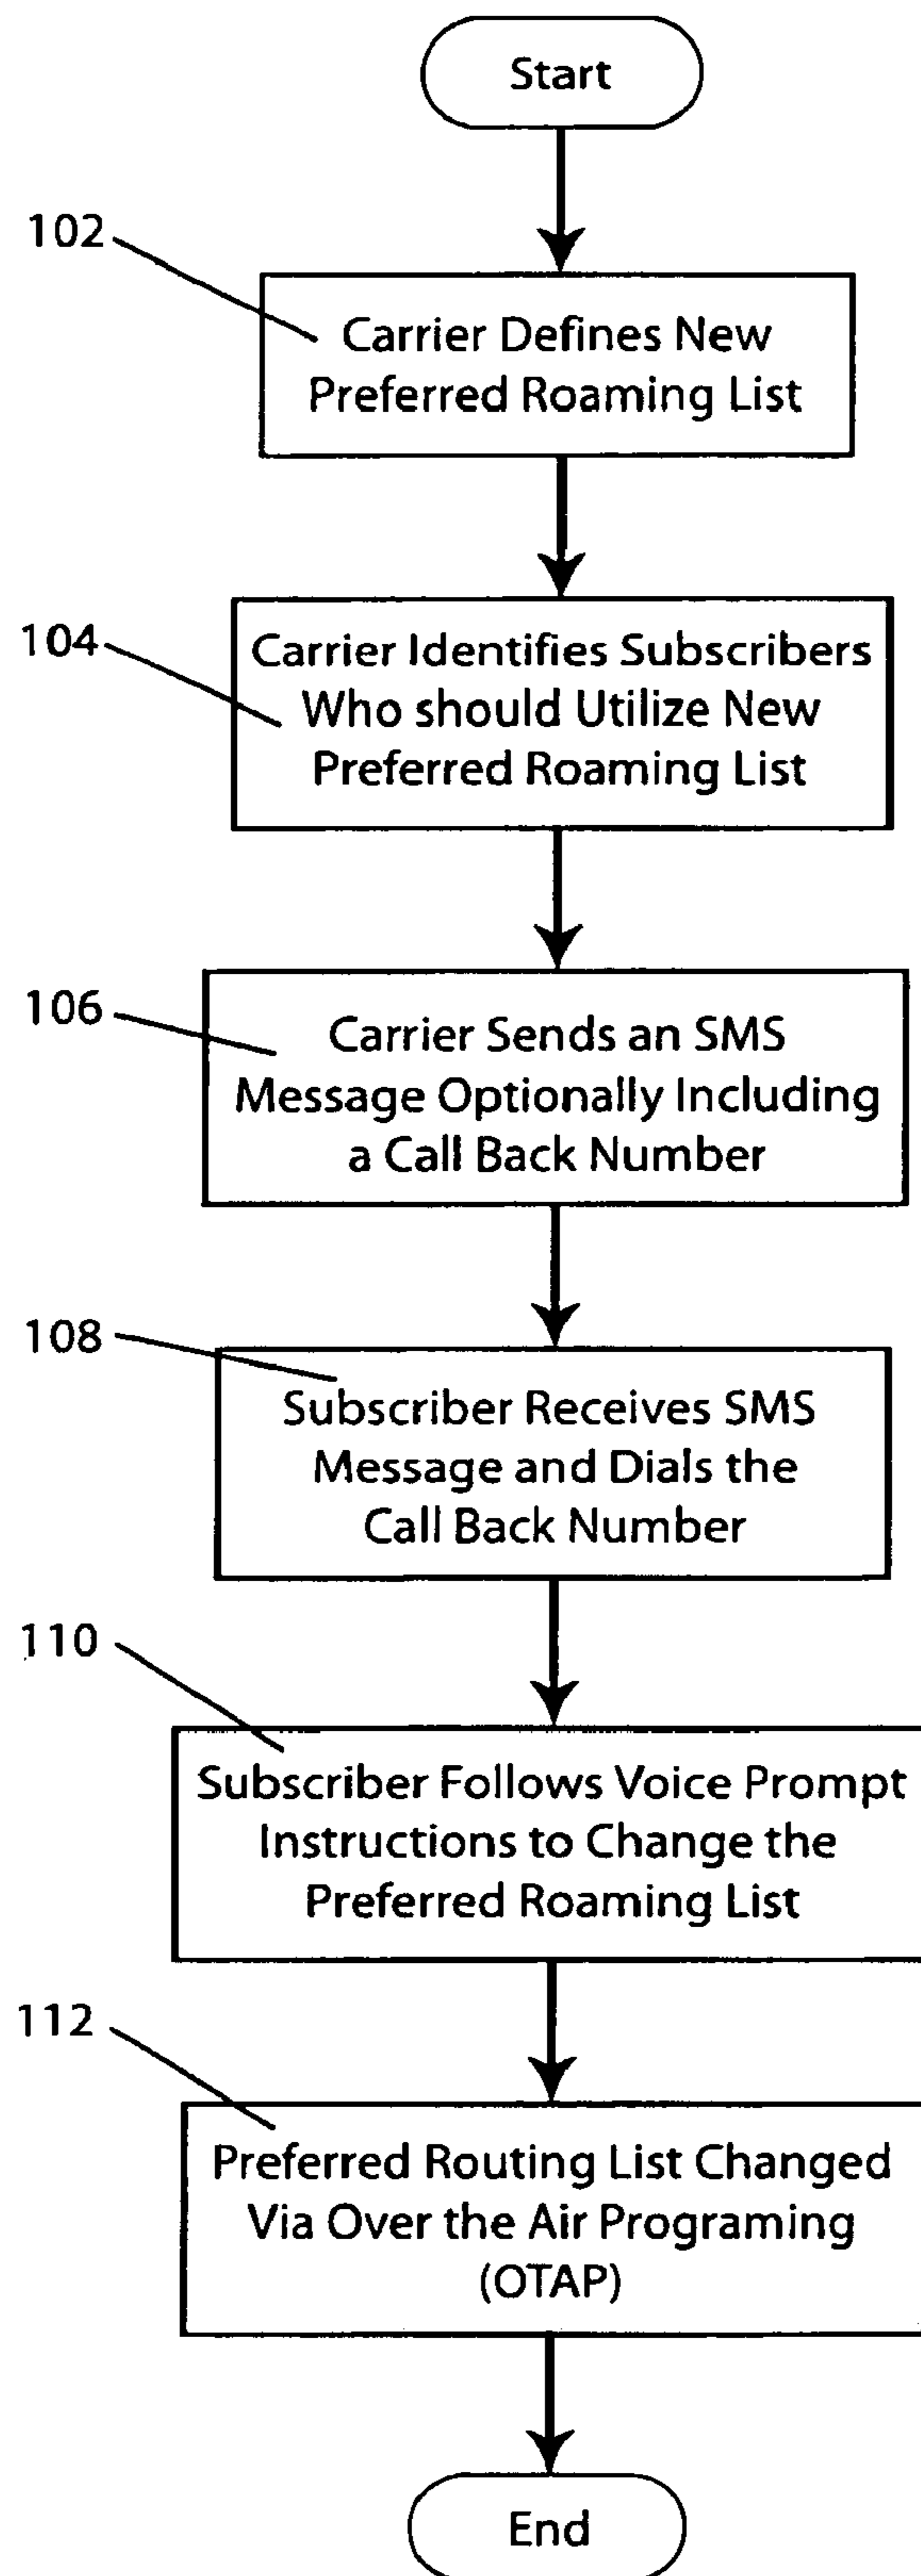 Start
102
Carrier Defines New
Preferred Roaming List
104
Carrier Identifies Subscribers
Who should Utilize New
Preferred Roaming List
106
Carrier Sends an SMS
Message Optionally Including
a Call Back Number
108
Subscriber Receives SMS
Message and Dials the
Call Back Number
110
Subscriber Follows Voice Prompt
Instructions to Change the
Preferred Roaming List
112
Preferred Routing List Changed
Via Over the Air Programing
(OTAP)
End